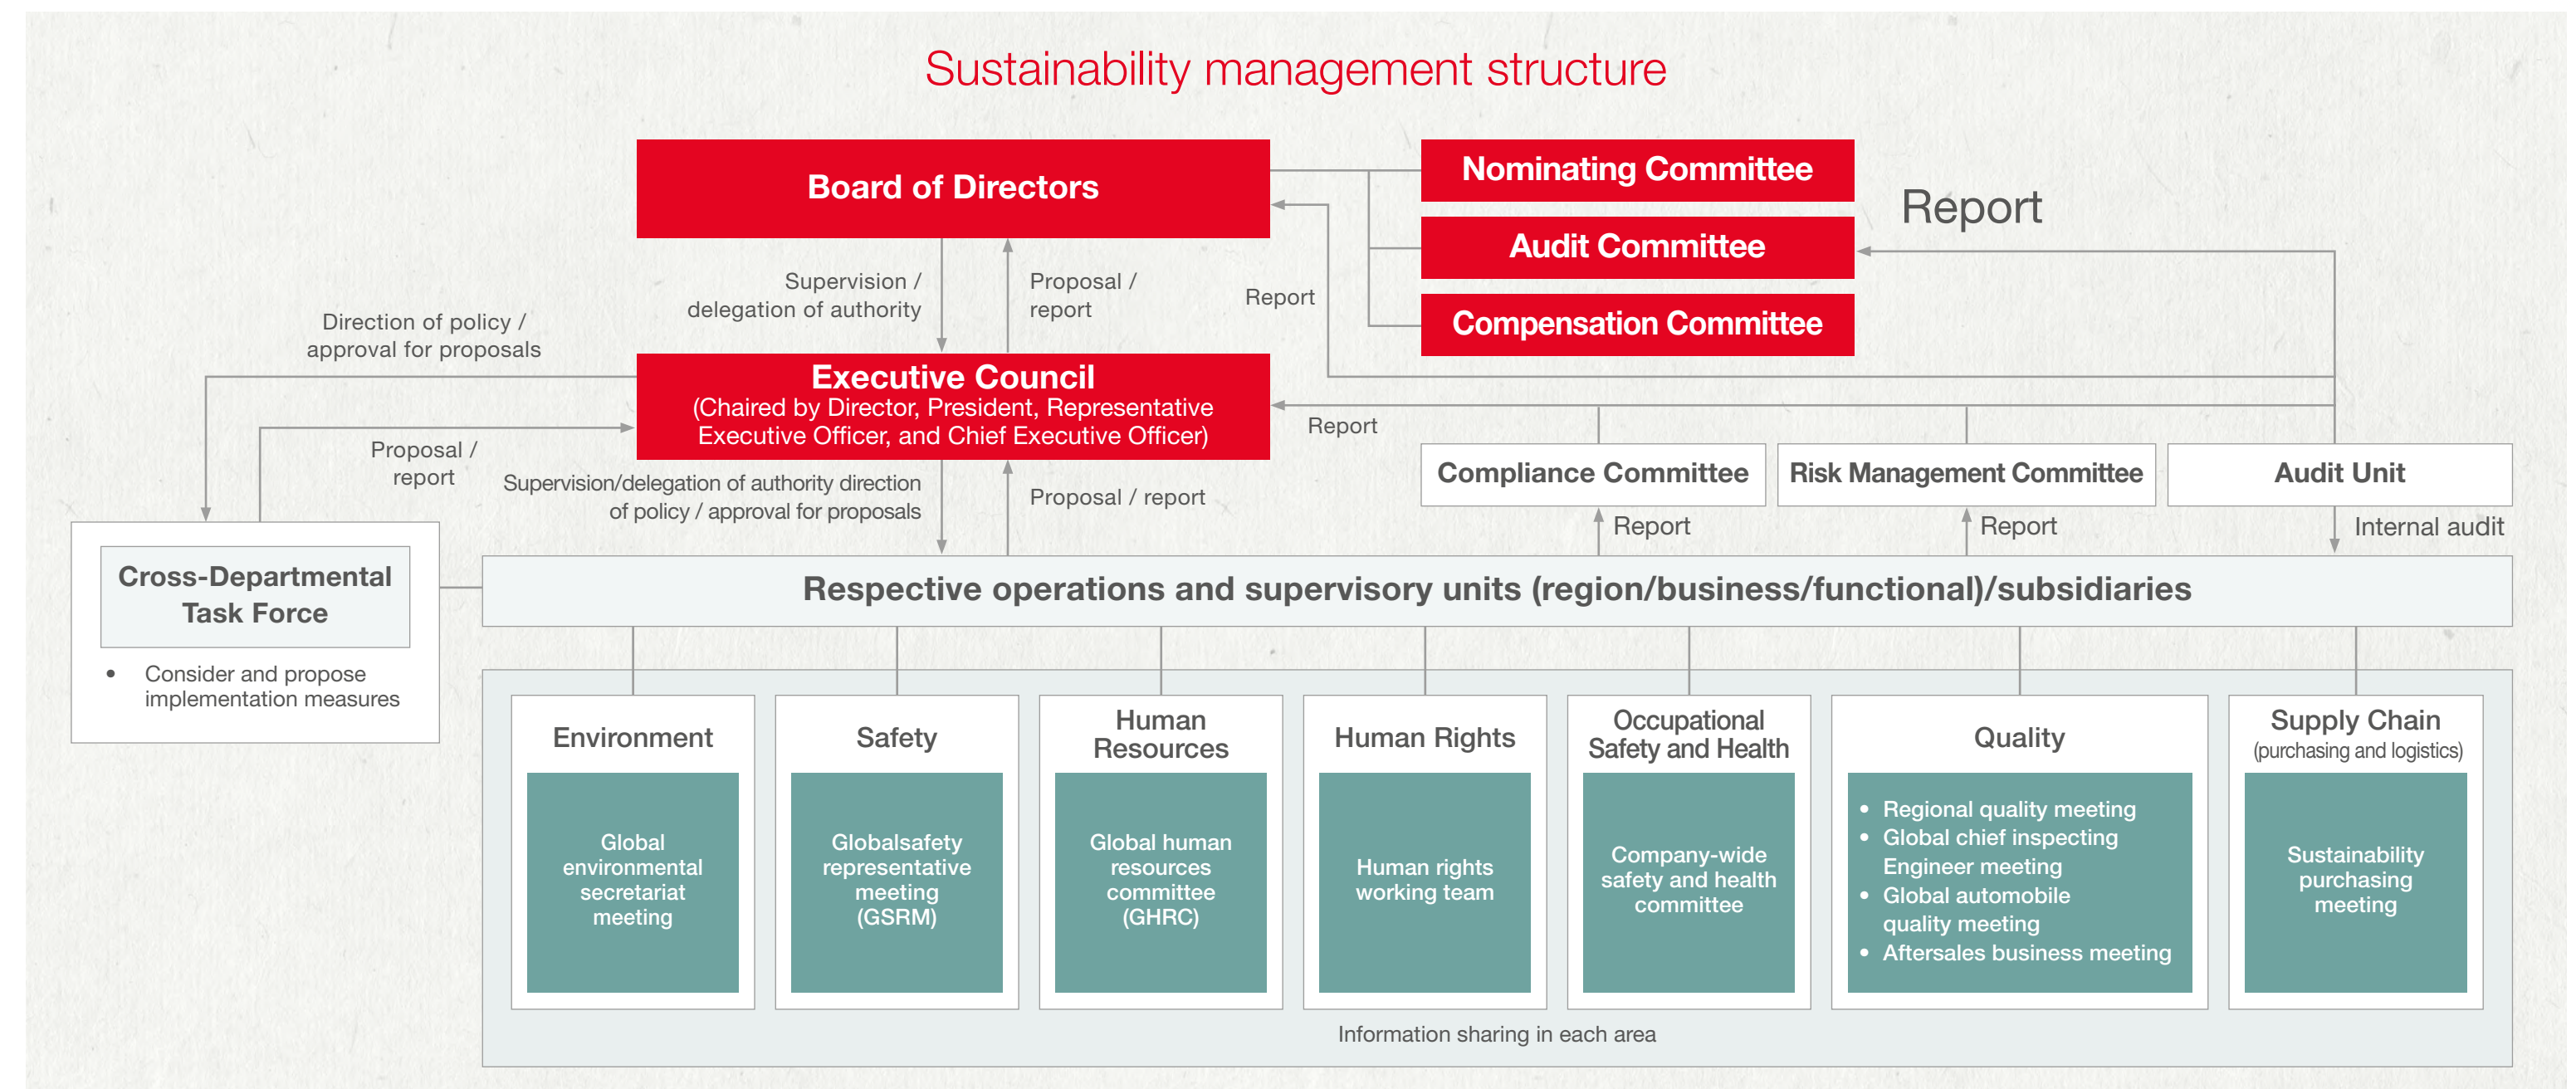 Sustainability management structure
Board of Directors
Nominating Committee
Audit Committee
Compensation Committee
Report
Supervision /
delegation of authority
Proposal /
report
Report
Direction of policy /
approval for proposals
Executive Council
(Chaired by Director, President, Representative
Executive Officer, and Chief Executive Officer)
Report
Proposal /
report
Supervision/delegation of authority direction
of policy / approval for proposals
Proposal / report
Compliance Committee
Risk Management Committee
Audit Unit
Report
Report
Internal audit
Cross-Departmental
Task Force
• Consider and propose
implementation measures
Respective operations and supervisory units (region/business/functional)/subsidiaries
Environment
Global
environmental
secretariat
meeting
Safety
Globalsafety
representative
meeting
(GSRM)
Human
Resources
Global human
resources
committee
(GHRC)
Human Rights
Human rights
working team
Occupational
Safety and Health
Company-wide
safety and health
committee
Quality
• Regional quality meeting
• Global chief inspecting
Engineer meeting
• Global automobile
quality meeting
• Aftersales business meeting
Supply Chain
(purchasing and logistics)
Sustainability
purchasing
meeting
Information sharing in each area